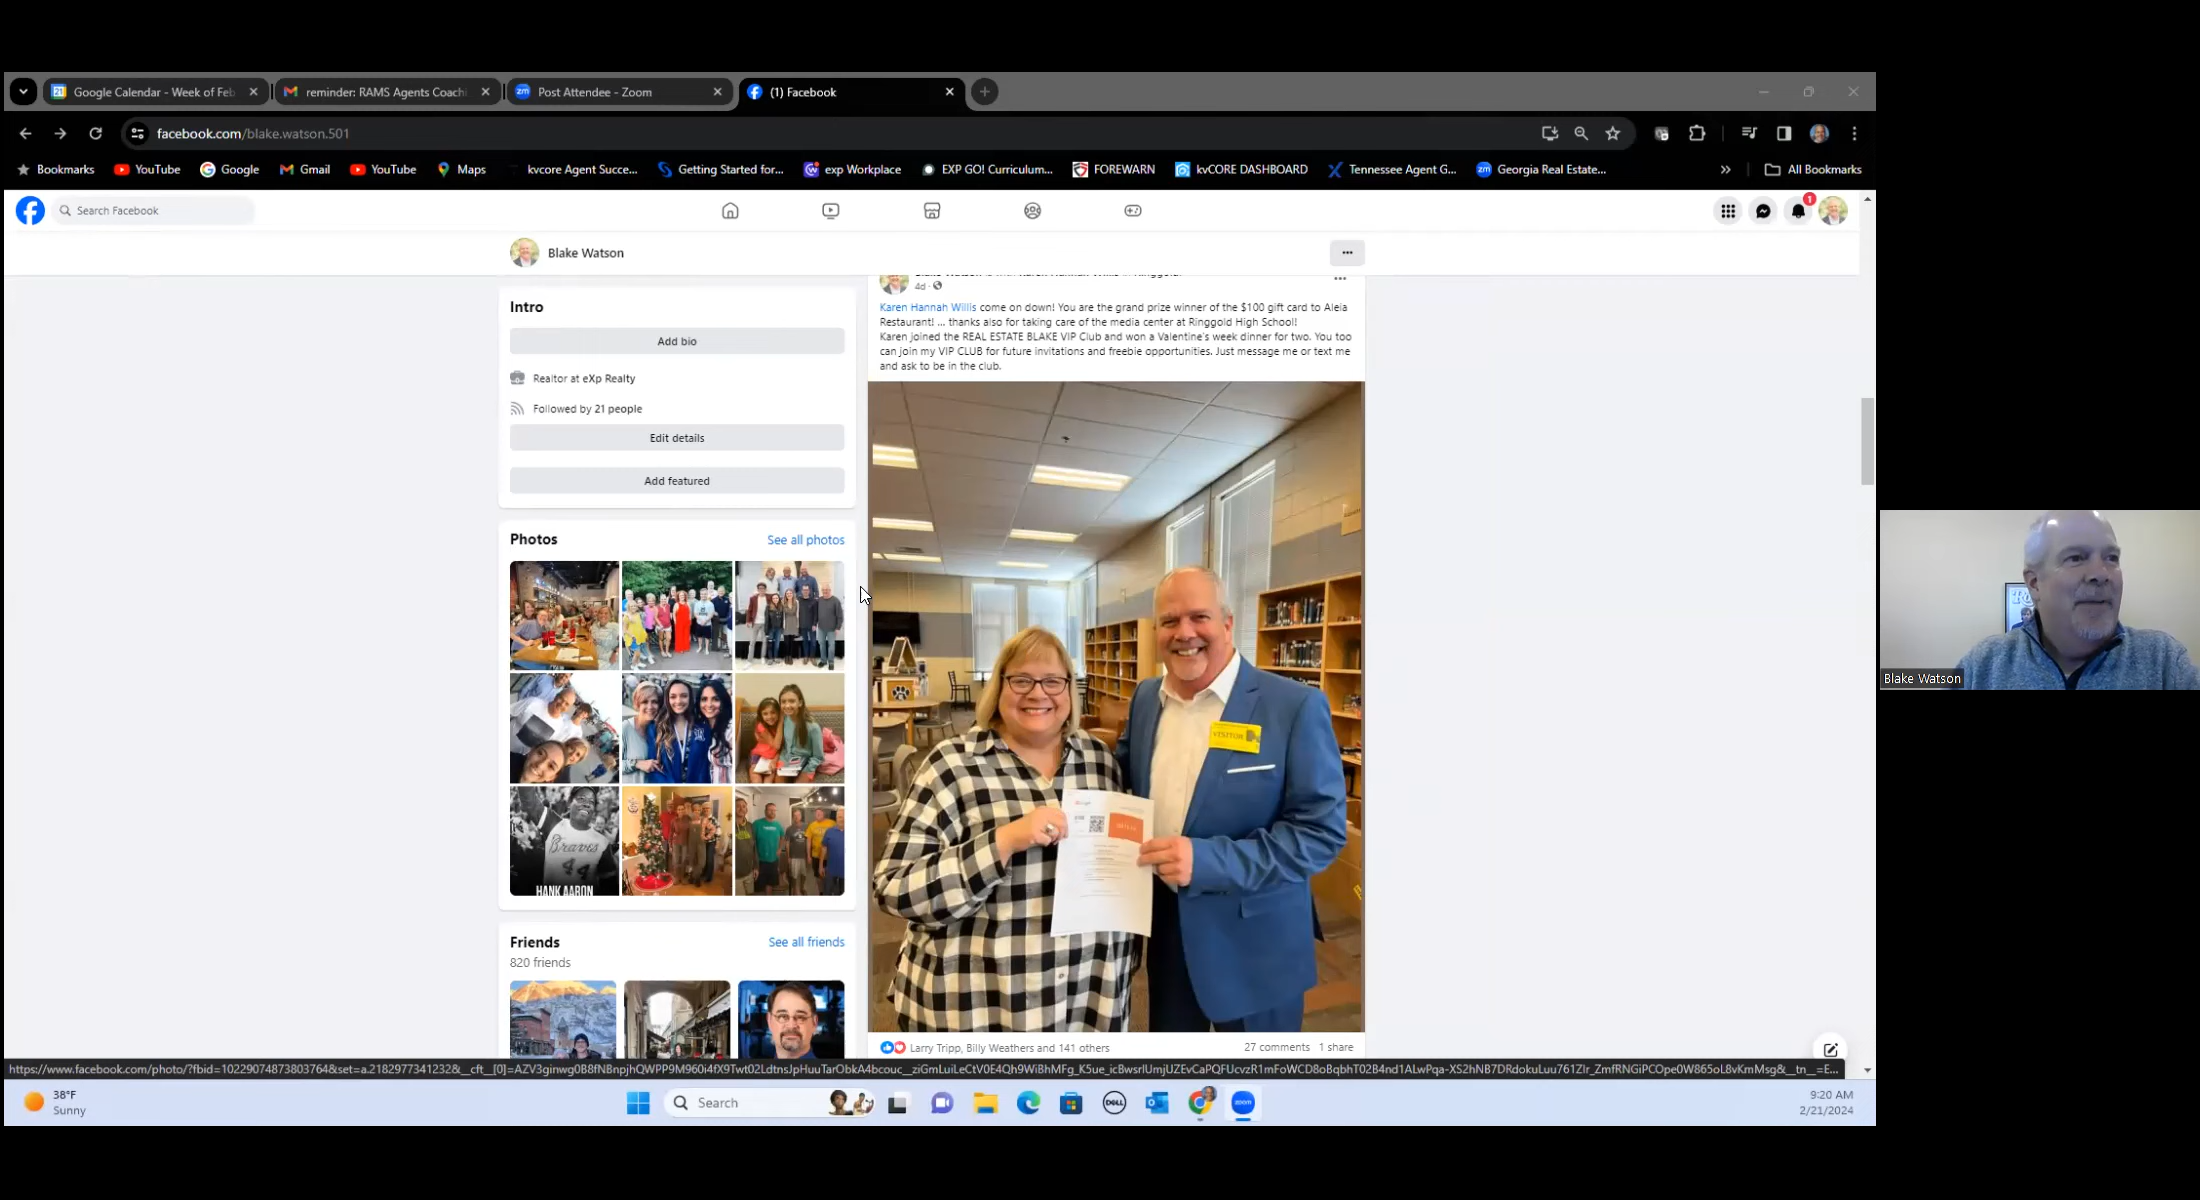 Google Calendar - Week of Feb
reminder: RAMS Agents Coachi
Post Attendee - Zoom
(1) Facebook
facebook.com/blake.watson.501
Bookmarks
YouTube
Google
Gmail
YouTube
Maps
kvcore Agent Succe...
Getting Started for...
exp Workplace
EXP GO! Curriculum...
FOREWARN
kvCORE DASHBOARD
Tennessee Agent G...
Georgia Real Estate...
»
All Bookmarks
Search Facebook
1
Blake Watson
Intro
Add bio
Realtor at eXp Realty
Followed by 21 people
Edit details
Add featured
Photos
See all photos
Braves
44
HANK AARON
Friends
See all friends
820 friends
4d ·
Karen Hannah Willis come on down! You are the grand prize winner of the $100 gift card to Aleia
Restaurant! ... thanks also for taking care of the media center at Ringgold High School!
Karen joined the REAL ESTATE BLAKE VIP Club and won a Valentine's week dinner for two. You too
can join my VIP CLUB for future invitations and freebie opportunities. Just message me or text me
and ask to be in the club.
VISITOR
Larry Tripp, Billy Weathers and 141 others
27 comments 1 share
Blake Watson
38°F
Sunny
Search
DELL
zoom
9:20 AM
2/21/2024